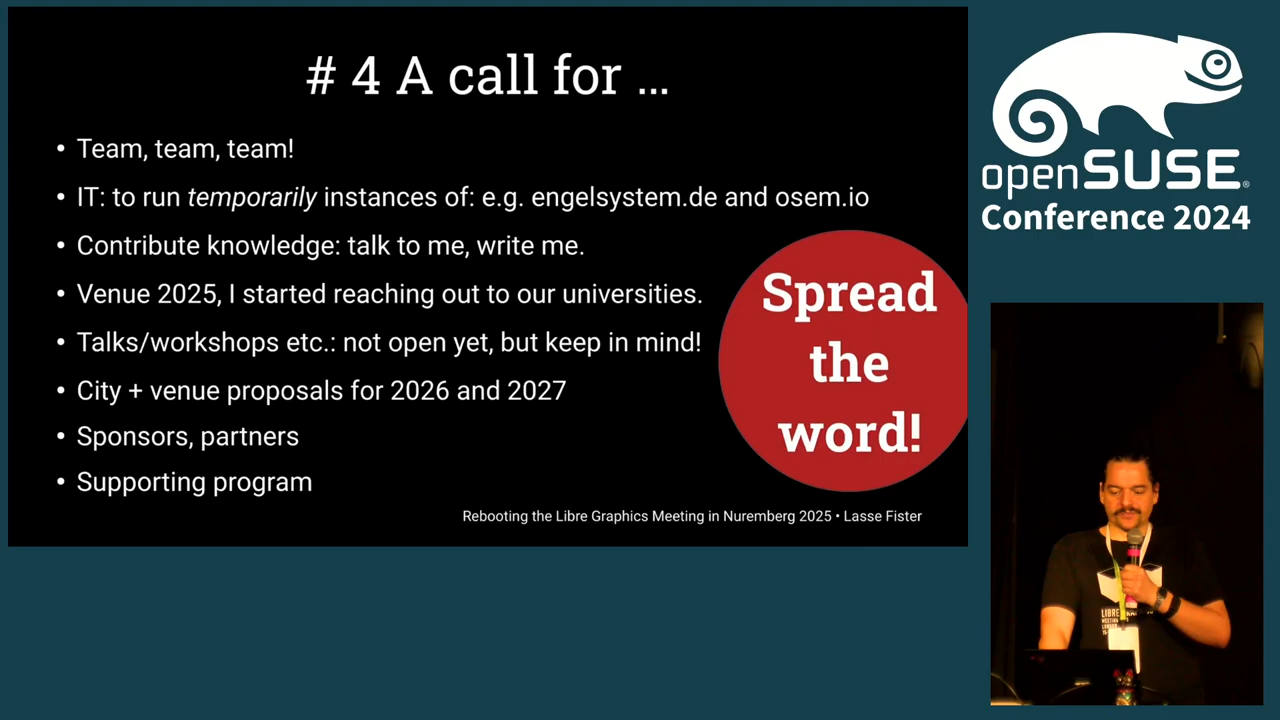 # 4 A call for ...
• Team, team, team!
• IT: to run temporarily instances of: e.g. engelsystem.de and osem.io
• Contribute knowledge: talk to me, write me.
• Venue 2025, I started reaching out to our universities.
• Talks/workshops etc.: not open yet, but keep in mind!
• City + venue proposals for 2026 and 2027
• Sponsors, partners
• Supporting program
Spread
the
word!
Rebooting the Libre Graphics Meeting in Nuremberg 2025 • Lasse Fister
openSUSE®
Conference 2024
LIBRE